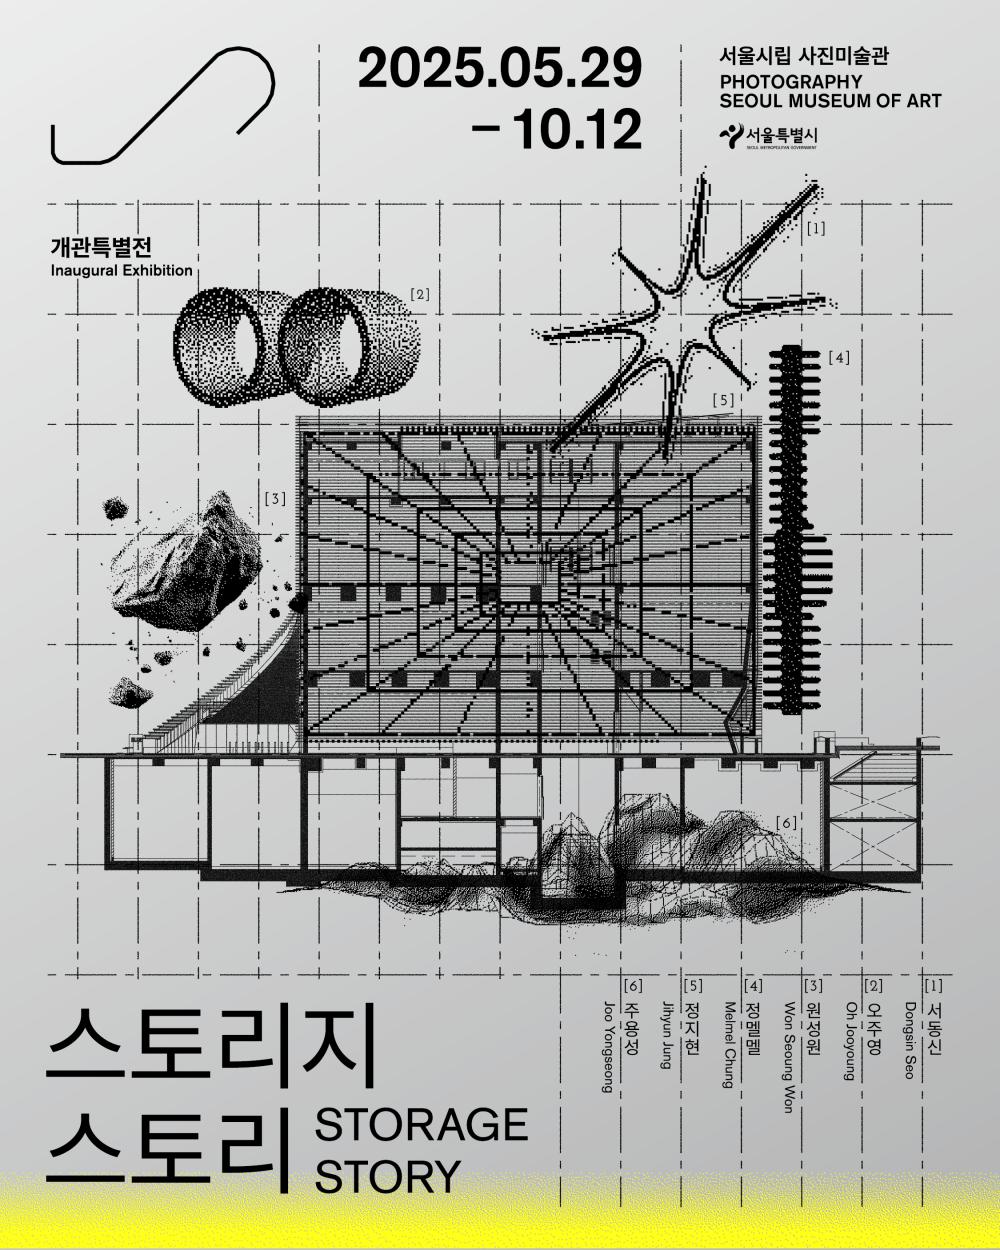 2025.05.29
– 10.12
서울시립 사진미술관
PHOTOGRAPHY
SEOUL MUSEUM OF ART
서울특별시
SEOUL METROPOLITAN GOVERNMENT
개관특별전
Inaugural Exhibition
[1]
[2]
[4]
[5]
[3]
[6]
[6] 주용성
Joo Yongseong
[5] 정지현
Jihyun Jung
[4] 정멜멜
Melmel Chung
[3] 원성원
Won Seoung Won
[2] 오주영
Oh Jooyoung
[1] 서동신
Dongsin Seo
스토리지
스토리
STORAGE
STORY